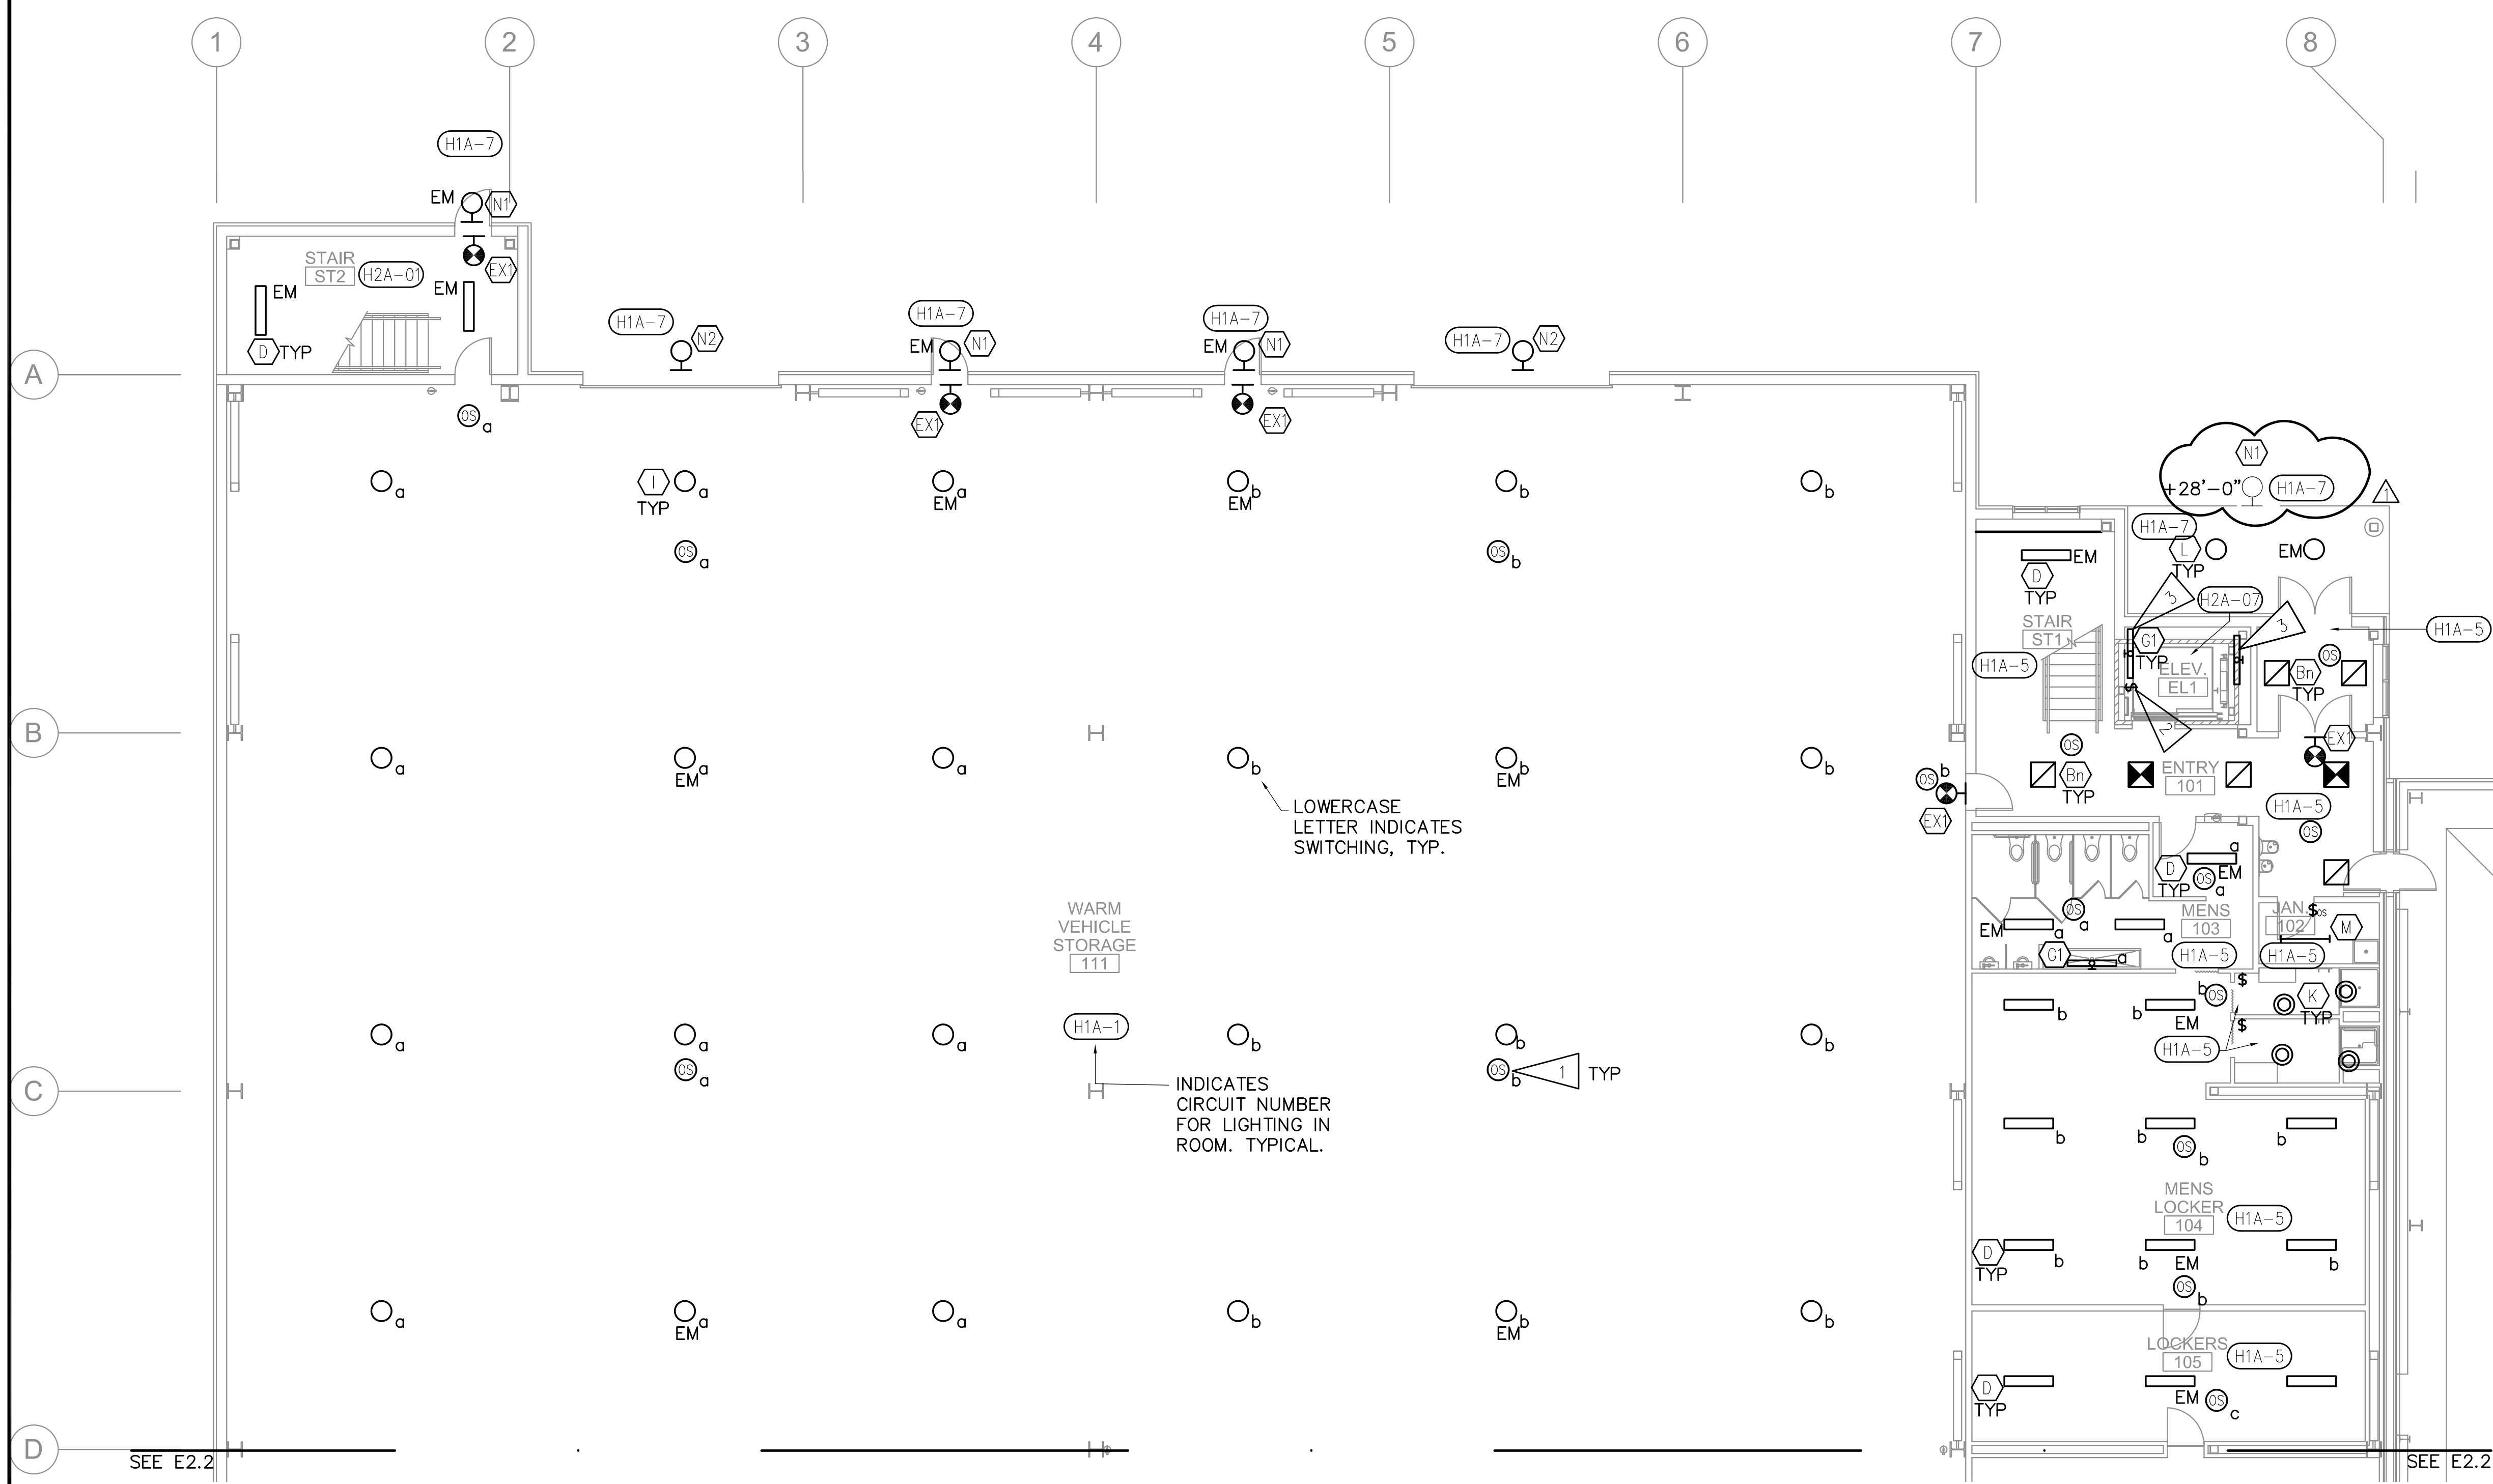 1
2
3
4
5
6
7
8
H1A-7
EM
N1
STAIR
ST2
H2A-01
EX1
EM
EM
D
TYP
H1A-7
N2
H1A-7
EM
N1
H1A-7
EM
N1
H1A-7
N2
A
EX1
EX1
OS
a
N1
+28'-0"
H1A-7
1
a
I
TYP
a
a
EM
b
EM
b
b
H1A-7
L
TYP
EM
OS
a
OS
b
EM
D
TYP
3
H2A-07
3
STAIR
ST1
H1A-5
G1
TYP
ELEV.
EL1
$
2
H1A-5
OS
Bn
TYP
B
a
a
EM
a
b
b
EM
b
OS
b
EX1
OS
Bn
TYP
ENTRY
101
EX1
H1A-5
OS
LOWERCASE
LETTER INDICATES
SWITCHING, TYP.
D
TYP
a
EM
OS
a
OS
a
EM
a
a
MENS
103
H1A-5
JAN.
102
$OS
M
H1A-5
G1
a
WARM
VEHICLE
STORAGE
111
H1A-1
a
a
a
b
b
b
OS
a
OS
b
1
TYP
INDICATES
CIRCUIT NUMBER
FOR LIGHTING IN
ROOM. TYPICAL.
b
b
EM
b
OS
$
$
K
TYP
H1A-5
C
b
b
b
OS
b
MENS
LOCKER
104
H1A-5
D
TYP
b
b
EM
b
OS
b
a
a
EM
a
b
b
EM
b
LOCKERS
105
H1A-5
D
TYP
EM
OS
c
D
SEE E2.2
SEE E2.2